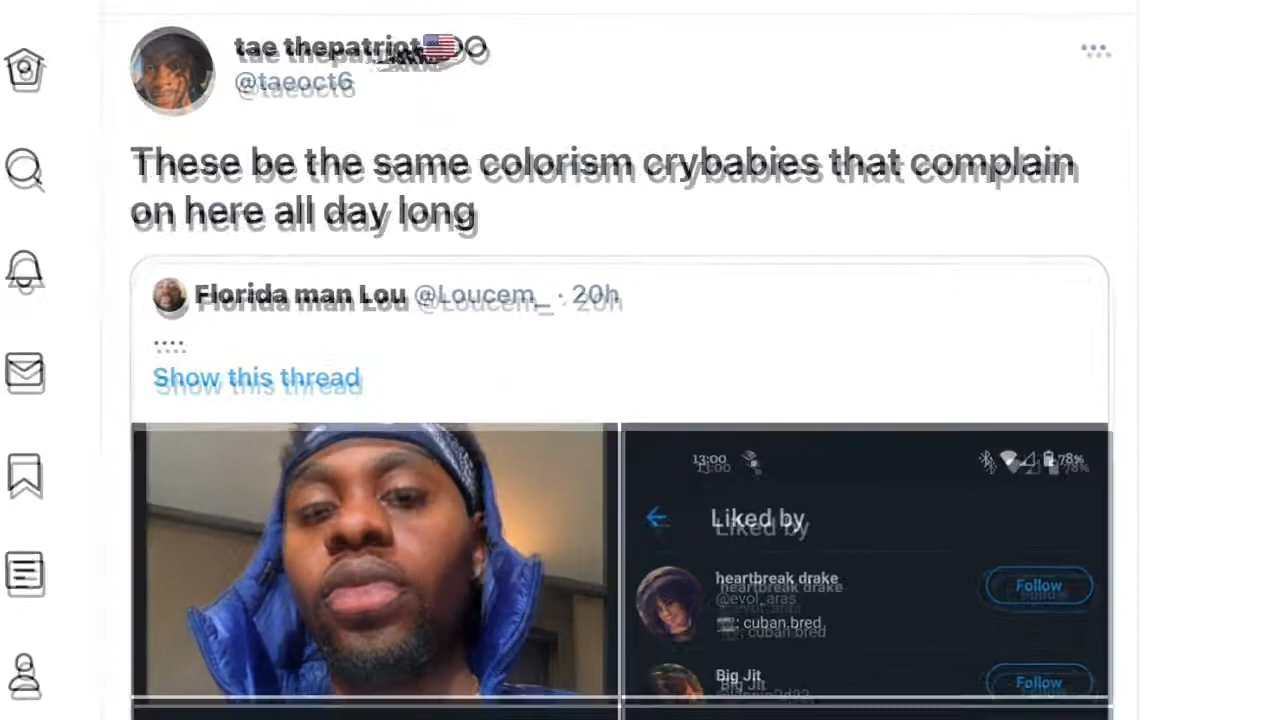 tae thepatriot
@taeoct6
These be the same colorism crybabies that complain
on here all day long
Florida man Lou @Loucem_ · 20h
....
Show this thread
13:00 78%
Liked by
heartbreak drake
@evol_aras
Follow
: cuban.bred
Big Jit
Follow